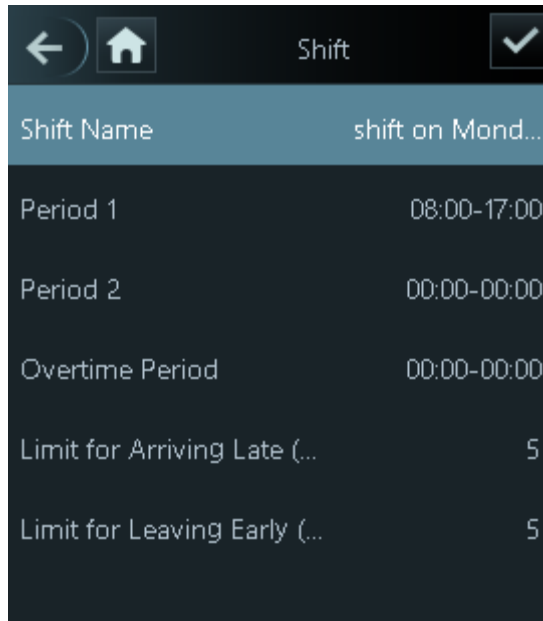 Shift
Shift Name shift on Mond...
Period 1 08:00-17:00
Period 2 00:00-00:00
Overtime Period 00:00-00:00
Limit for Arriving Late (... 5
Limit for Leaving Early (... 5